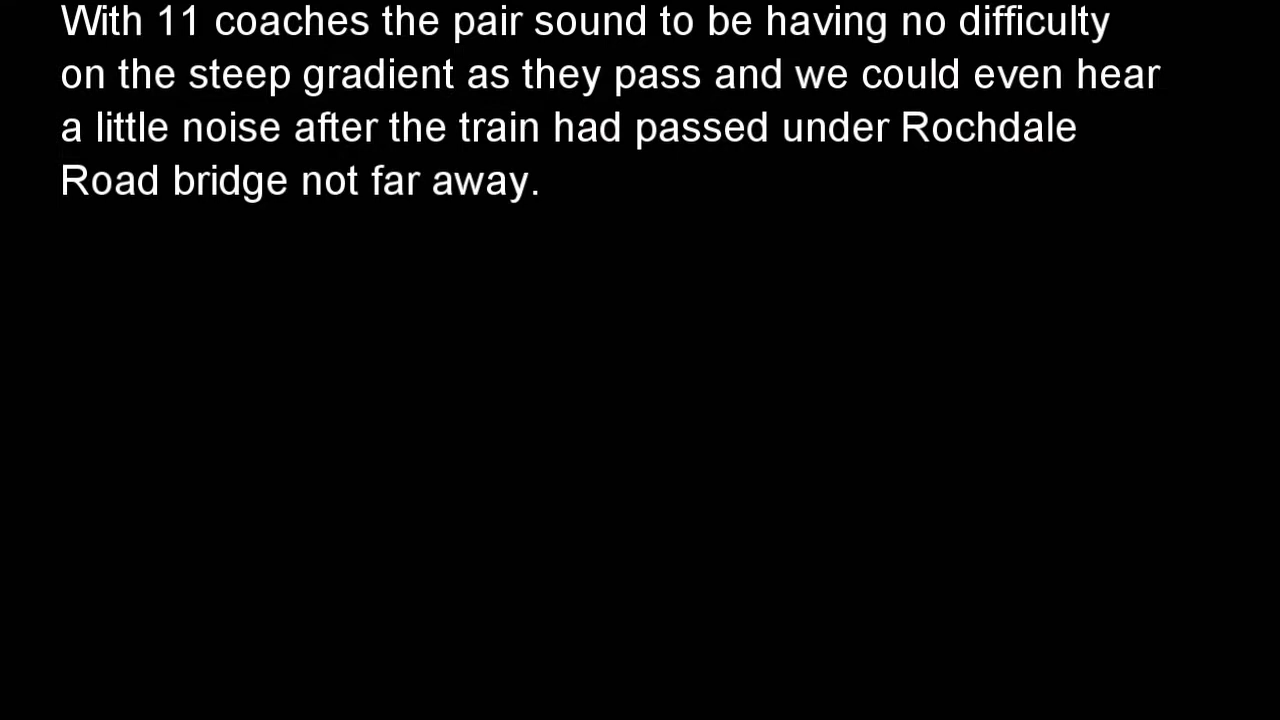 With 11 coaches the pair sound to be having no difficulty
on the steep gradient as they pass and we could even hear
a little noise after the train had passed under Rochdale
Road bridge not far away.